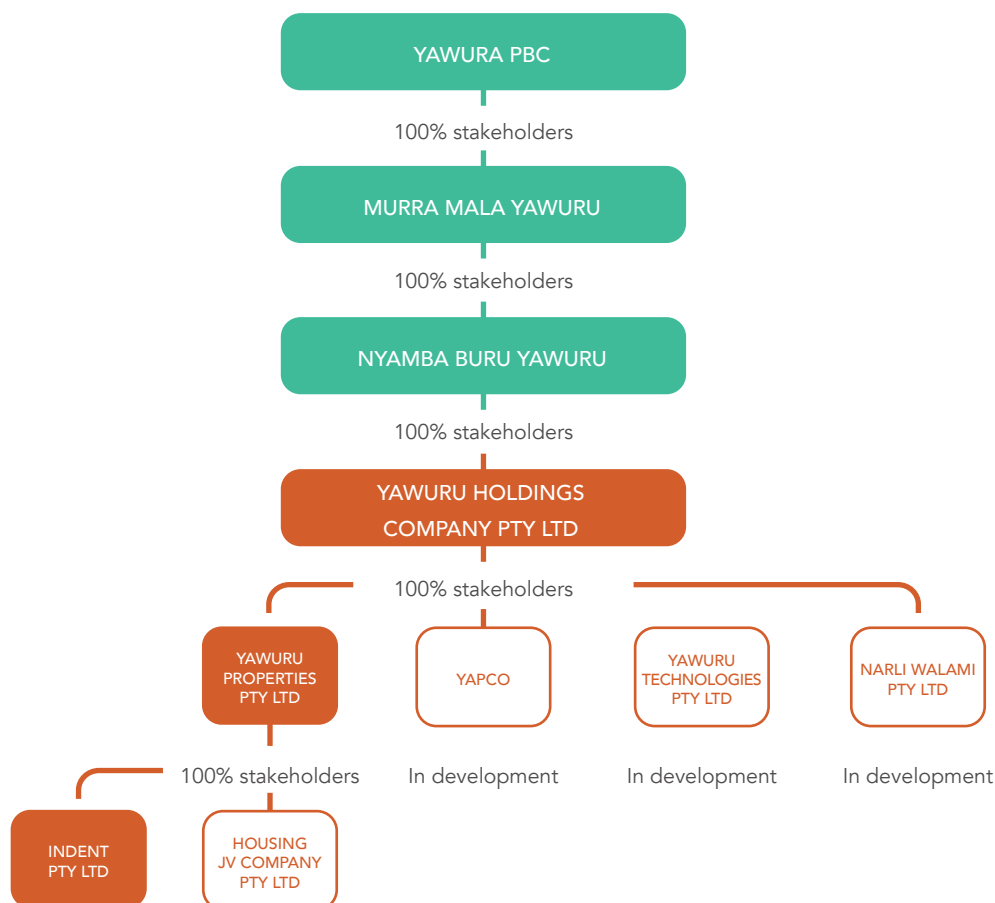 YAWURA PBC
100% stakeholders
MURRA MALA YAWURU
100% stakeholders
NYAMBA BURU YAWURU
100% stakeholders
YAWURU HOLDINGS
COMPANY PTY LTD
100% stakeholders
YAWURU
PROPERTIES
PTY LTD
YAPCO
YAWURU
TECHNOLOGIES
PTY LTD
NARLI WALAMI
PTY LTD
100% stakeholders
In development
In development
In development
INDENT
PTY LTD
HOUSING
JV COMPANY
PTY LTD